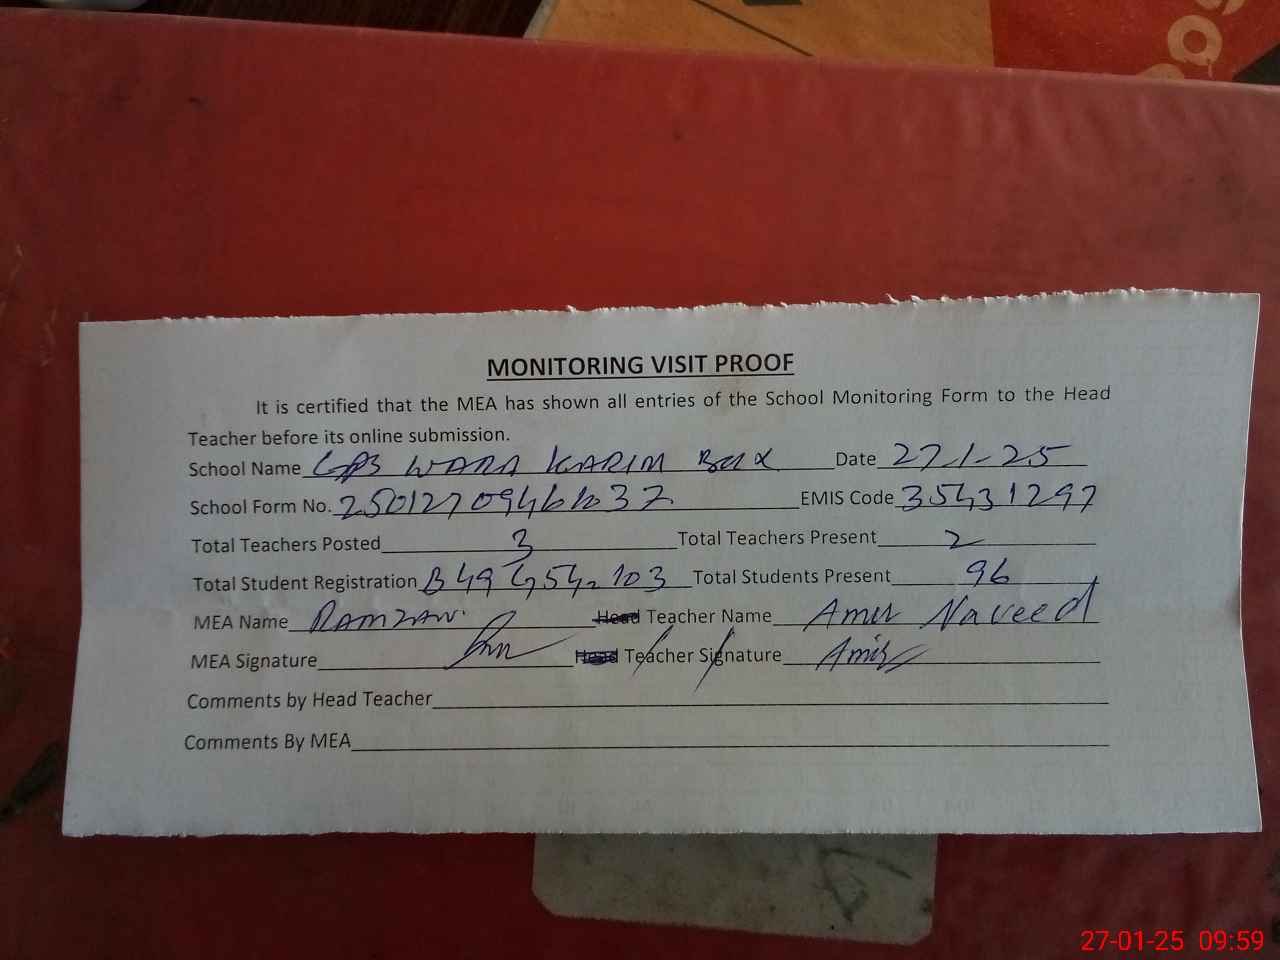 MONITORING VISIT PROOF
It is certified that the MEA has shown all entries of the School Monitoring Form to the Head
Teacher before its online submission.
School Name GPS WARA KARIM Bux Date 27-1-25
School Form No. EMIS Code 35431297
Total Teachers Posted 3 Total Teachers Present 2
Total Student Registration B49 G54 = 103 Total Students Present 96
MEA Name RAMZAN Head Teacher Name Amir Naveed
MEA Signature Head Teacher Signature Amir
Comments by Head Teacher
Comments By MEA
27-01-25 09:59